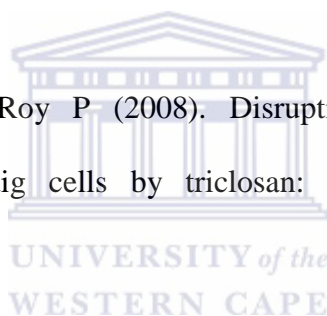 Roy P (2008). Disrupti
ig cells by triclosan:
UNIVERSITY of the
WESTERN CAPE